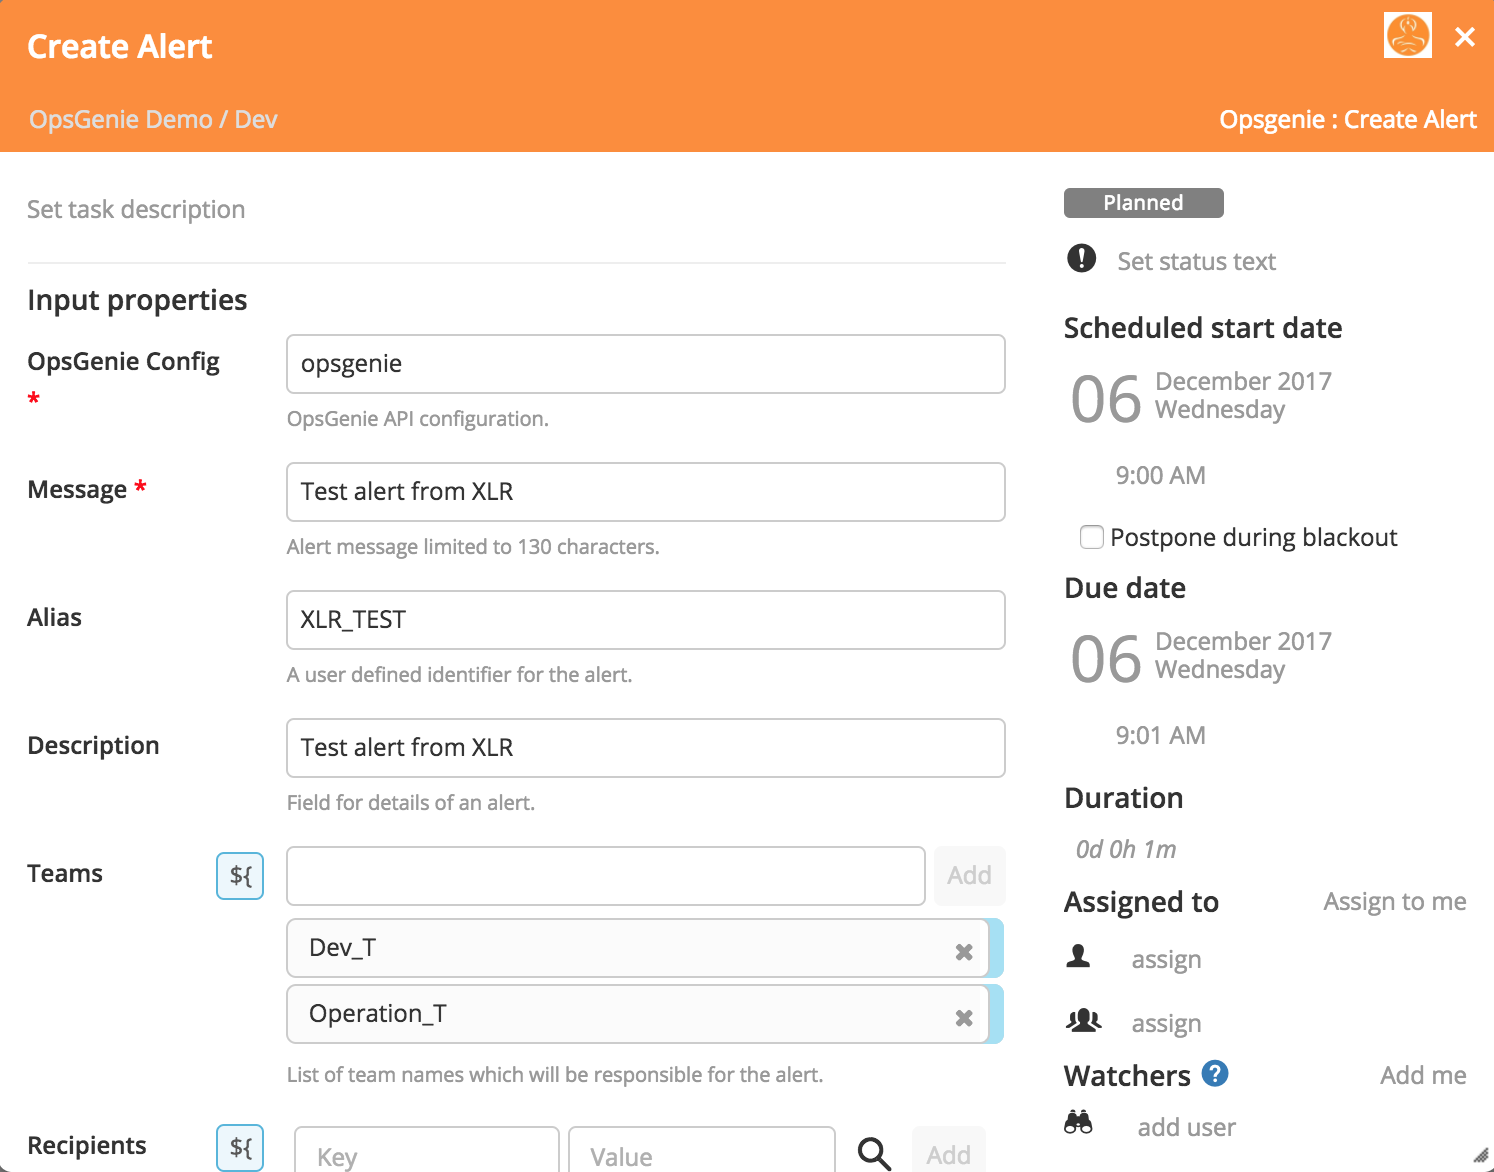 Create Alert
OpsGenie Demo / Dev
Opsgenie : Create Alert
Set task description
Input properties
OpsGenie Config
*
opsgenie
OpsGenie API configuration.
Message *
Test alert from XLR
Alert message limited to 130 characters.
Alias
XLR_TEST
A user defined identifier for the alert.
Description
Test alert from XLR
Field for details of an alert.
Teams
${
Add
Dev_T
Operation_T
List of team names which will be responsible for the alert.
Recipients
${
Key
Value
Add
Planned
Set status text
Scheduled start date
06
December 2017
Wednesday
9:00 AM
Postpone during blackout
Due date
06
December 2017
Wednesday
9:01 AM
Duration
0d 0h 1m
Assigned to
Assign to me
assign
assign
Watchers ?
Add me
add user